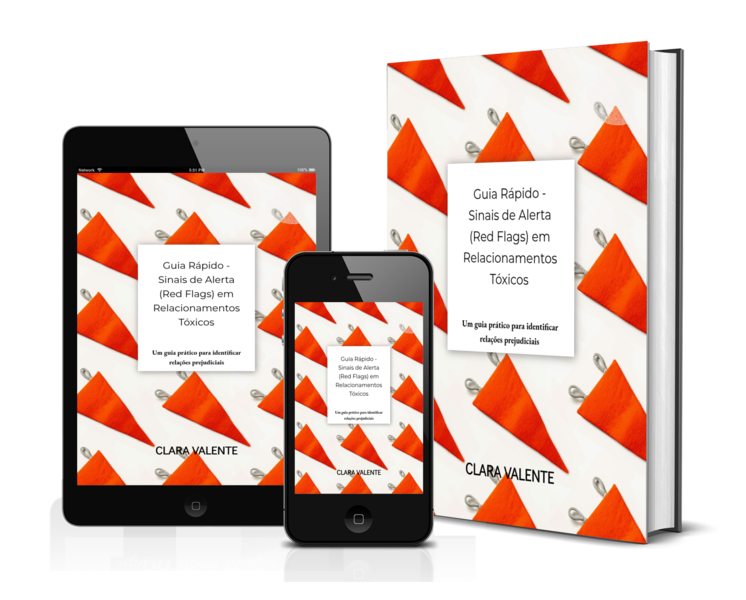 Network
5:51 PM
100%
Guia Rápido -
Sinais de Alerta
(Red Flags) em
Relacionamentos
Tóxicos
Um guia prático para identificar
relações prejudiciais
CLARA VALENTE
Guia Rápido -
Sinais de Alerta
(Red Flags) em
Relacionamentos
Tóxicos
Um guia prático para identificar
relações prejudiciais
CLARA VALENTE
Guia Rápido -
Sinais de Alerta
(Red Flags) em
Relacionamentos
Tóxicos
Um guia prático para identificar
relações prejudiciais
CLARA VALENTE